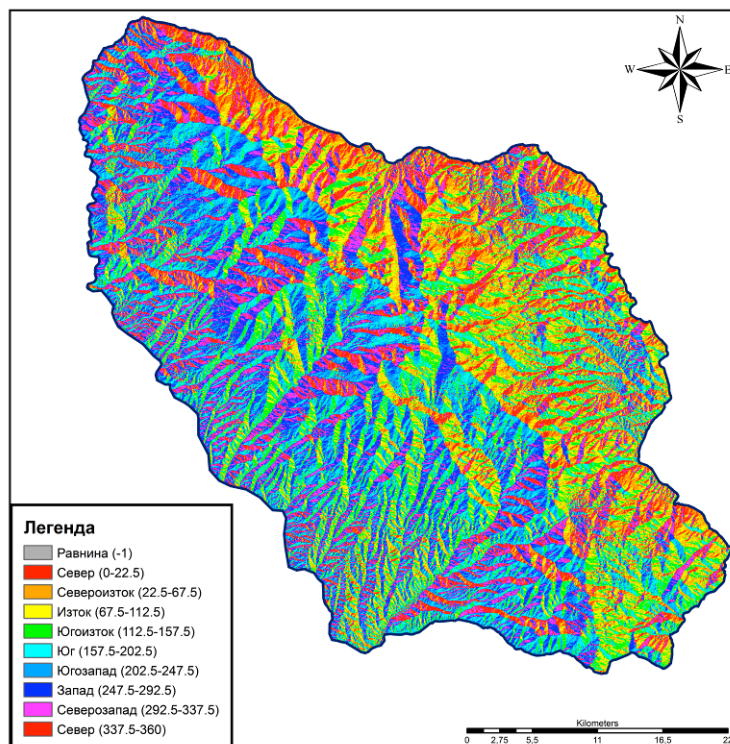 N
W E
S
Легенда
Равнина (-1)
Север (0-22.5)
Североизток (22.5-67.5)
Изток (67.5-112.5)
Югоизток (112.5-157.5)
Юг (157.5-202.5)
Югозапад (202.5-247.5)
Запад (247.5-292.5)
Северозапад (292.5-337.5)
Север (337.5-360)
Kilometers
0 2,75 5,5 11 16,5 22